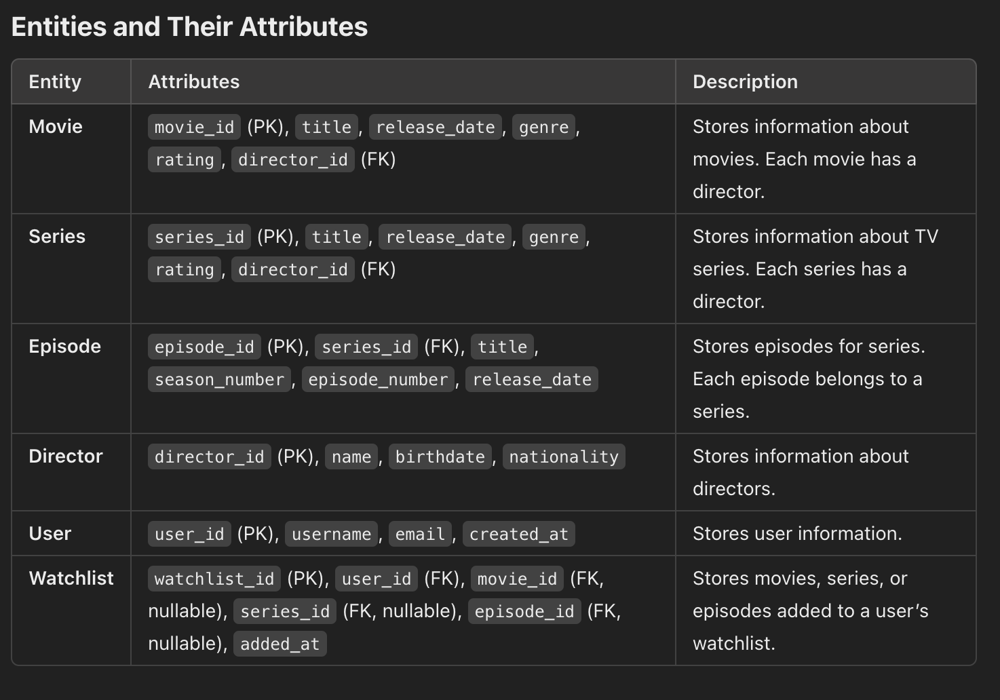 Entities and Their Attributes
Entity Attributes Description
Movie
movie_id (PK), title, release_date, genre,
rating, director_id (FK)
Stores information about
movies. Each movie has a
director.
Series
series_id (PK), title, release_date, genre,
rating, director_id (FK)
Stores information about TV
series. Each series has a
director.
Episode
episode_id (PK), series_id (FK), title,
season_number, episode_number, release_date
Stores episodes for series.
Each episode belongs to a
series.
Director
director_id (PK), name, birthdate, nationality
Stores information about
directors.
User
user_id (PK), username, email, created_at
Stores user information.
Watchlist
watchlist_id (PK), user_id (FK), movie_id (FK,
nullable), series_id (FK, nullable), episode_id (FK,
nullable), added_at
Stores movies, series, or
episodes added to a user’s
watchlist.